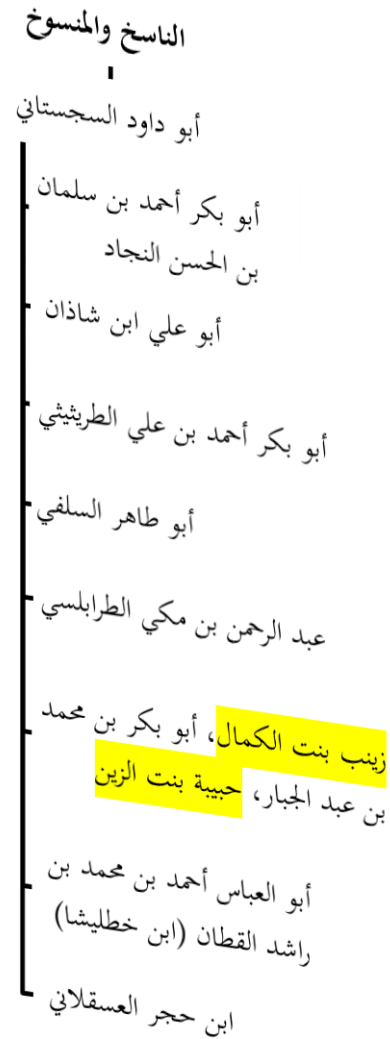 الناسخ والمنسوخ
أبو داود السجستاني
أبو بكر أحمد بن سلمان
بن الحسن النجاد
أبو علي ابن شاذان
أبو بكر أحمد بن علي الطريثيثي
أبو طاهر السلفي
عبد الرحمن بن مكي الطرابلسي
زينب بنت الكمال، أبو بكر بن محمد
بن عبد الجبار، حبيبة بنت الزين
أبو العباس أحمد بن محمد بن
راشد القطان (ابن خطليشا)
ابن حجر العسقلاني